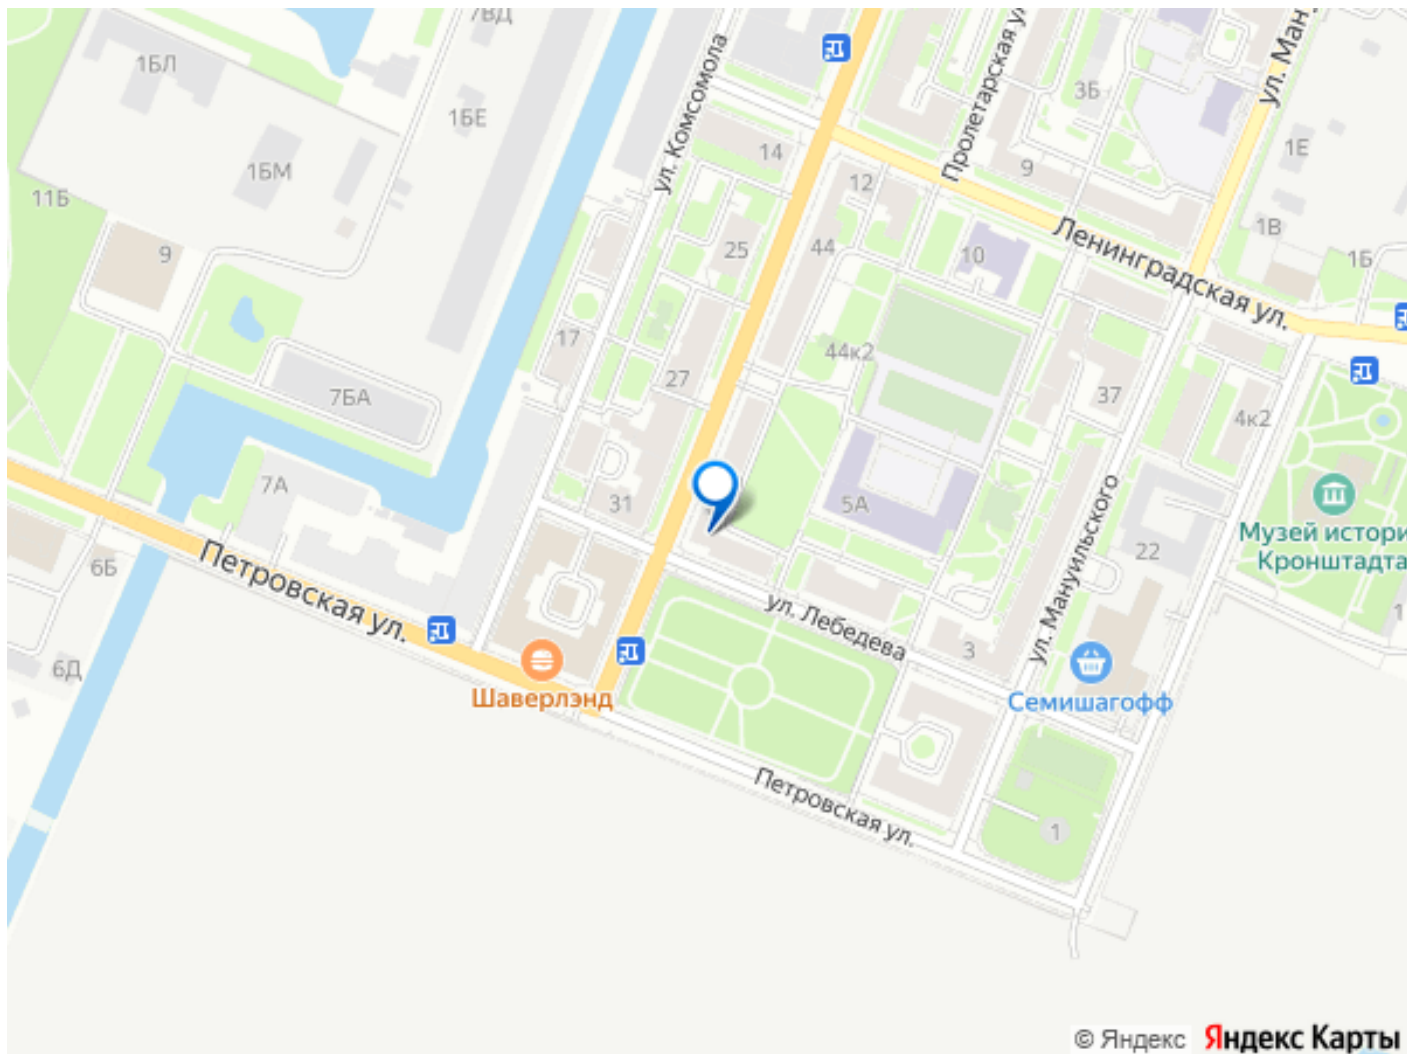 7ВД
1БЛ
1БЕ
ул. Комсомола
Пролетарская ул
ул. Ман
3Б
14
1Е
1БМ
9
12
11Б
1В
Ленинградская ул.
9
25
44
10
1Б
17
44к2
27
37
7БА
4к2
7А
31
5А
ул. Мануильского
Музей истори
Кронштадта
22
Петровская ул.
6Б
ул. Лебедева
1
3
6Д
Шаверлэнд
Семишагофф
Петровская ул.
1
© Яндекс Яндекс Карты